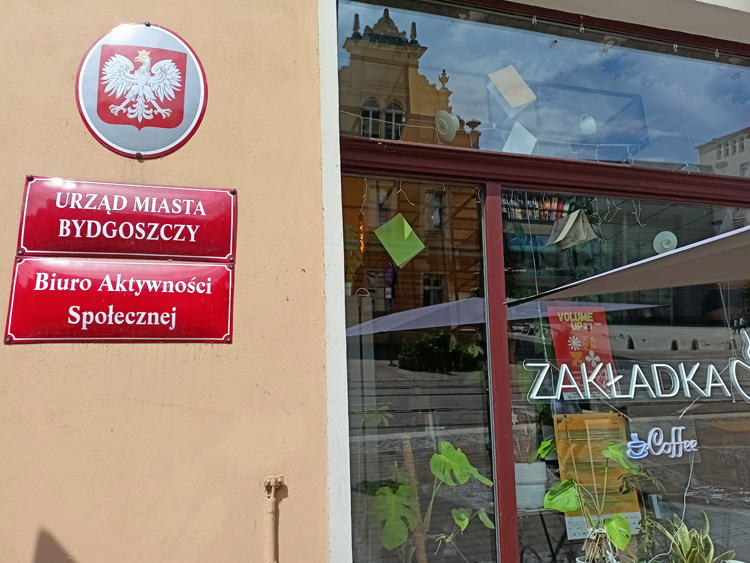 URZĄD MIASTA
BYDGOSZCZY
Biuro Aktywności
Społecznej
VOLUME
UP
ZAKŁADKA
Coffee